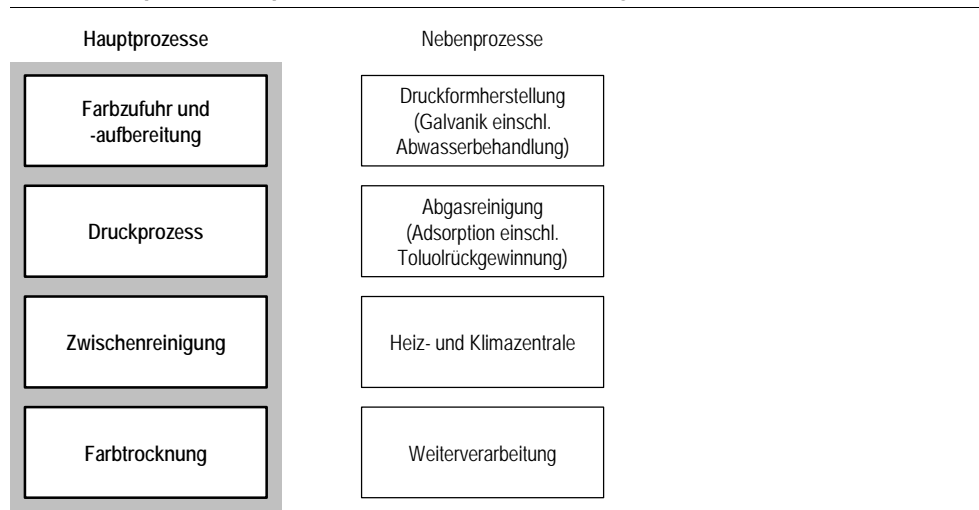 Hauptprozesse
Nebenprozesse
Farbzufuhr und
-aufbereitung
Druckformherstellung
(Galvanik einschl.
Abwasserbehandlung)
Druckprozess
Abgasreinigung
(Adsorption einschl.
Toluolrückgewinnung)
Zwischenreinigung
Heiz- und Klimazentrale
Farbtrocknung
Weiterverarbeitung